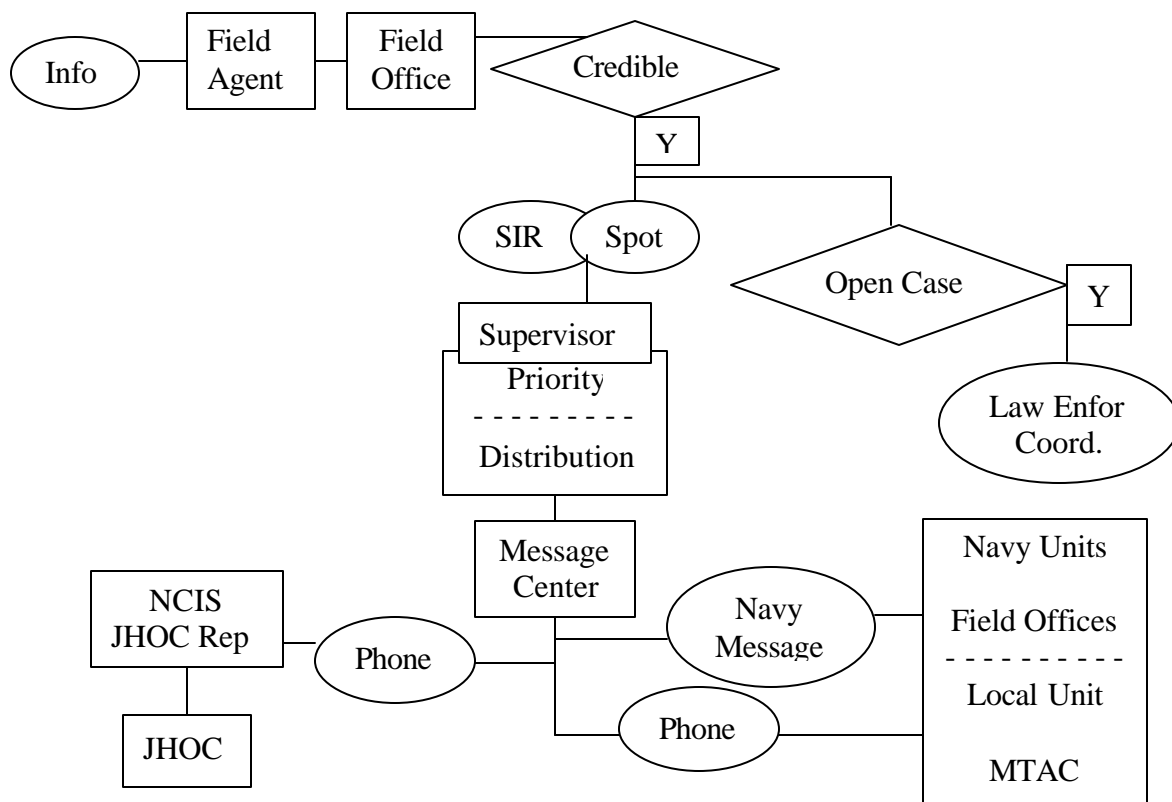 Info
Field
Agent
Field
Office
Credible
Y
SIR
Spot
Open Case
Y
Supervisor
Priority
- - - - - - - - -
Distribution
Law Enfor
Coord.
Message
Center
Navy Units
Field Offices
- - - - - - - - - -
Local Unit
MTAC
NCIS
JHOC Rep
Phone
Navy
Message
Phone
JHOC